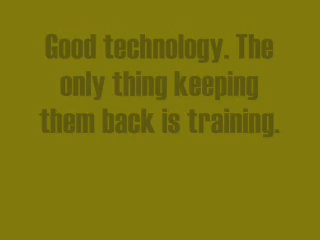 Good technology. The
only thing keeping
them back is training.